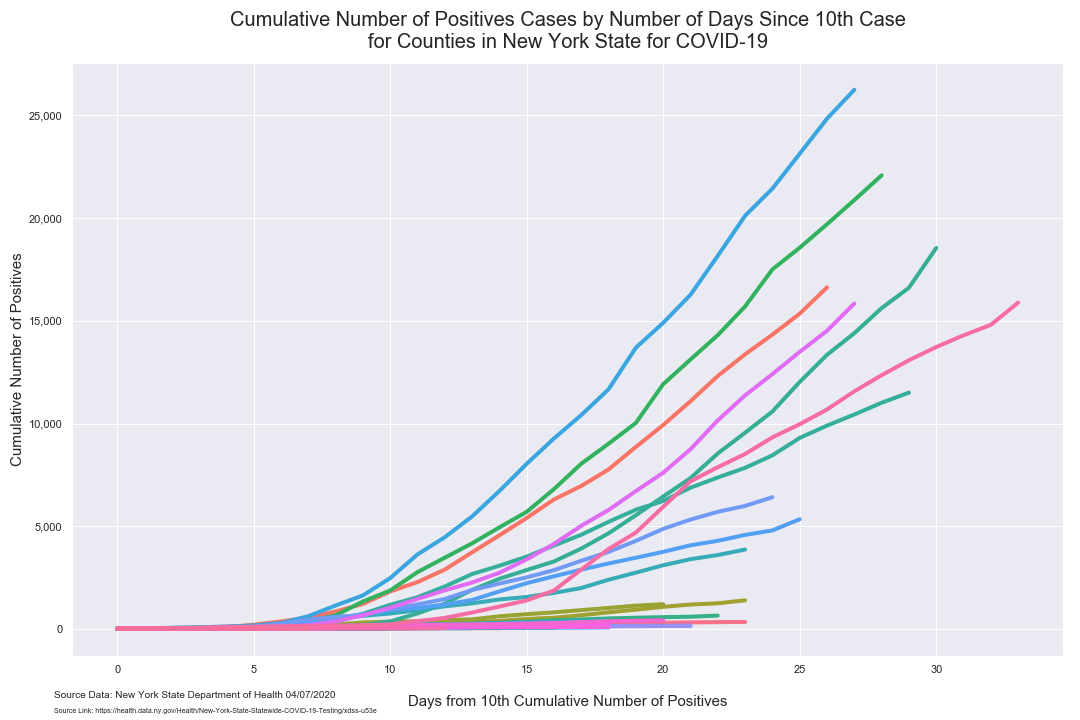 Cumulative Number of Positives Cases by Number of Days Since 10th Case
for Counties in New York State for COVID-19
Cumulative Number of Positives
25,000
20,000
15,000
10,000
5,000
0
0 5 10 15 20 25 30
Days from 10th Cumulative Number of Positives
Source Data: New York State Department of Health 04/07/2020
Source Link: https://health.data.ny.gov/Health/New-York-State-Statewide-COVID-19-Testing/xdss-u53e